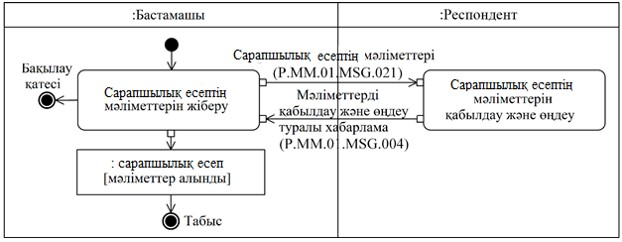 :Бастамашы
:Респондент
Бақылау
қатесі
Сарапшылық есептің
мәліметтерін жіберу
Сарапшылық есептің мәліметтері
(P.MM.01.MSG.021)
Мәліметтерді
қабылдау және өңдеу
туралы хабарлама
(P.MM.01.MSG.004)
Сарапшылық есептің
мәліметтерін
қабылдау және өңдеу
: сарапшылық есеп
[мәліметтер алынды]
Табыс